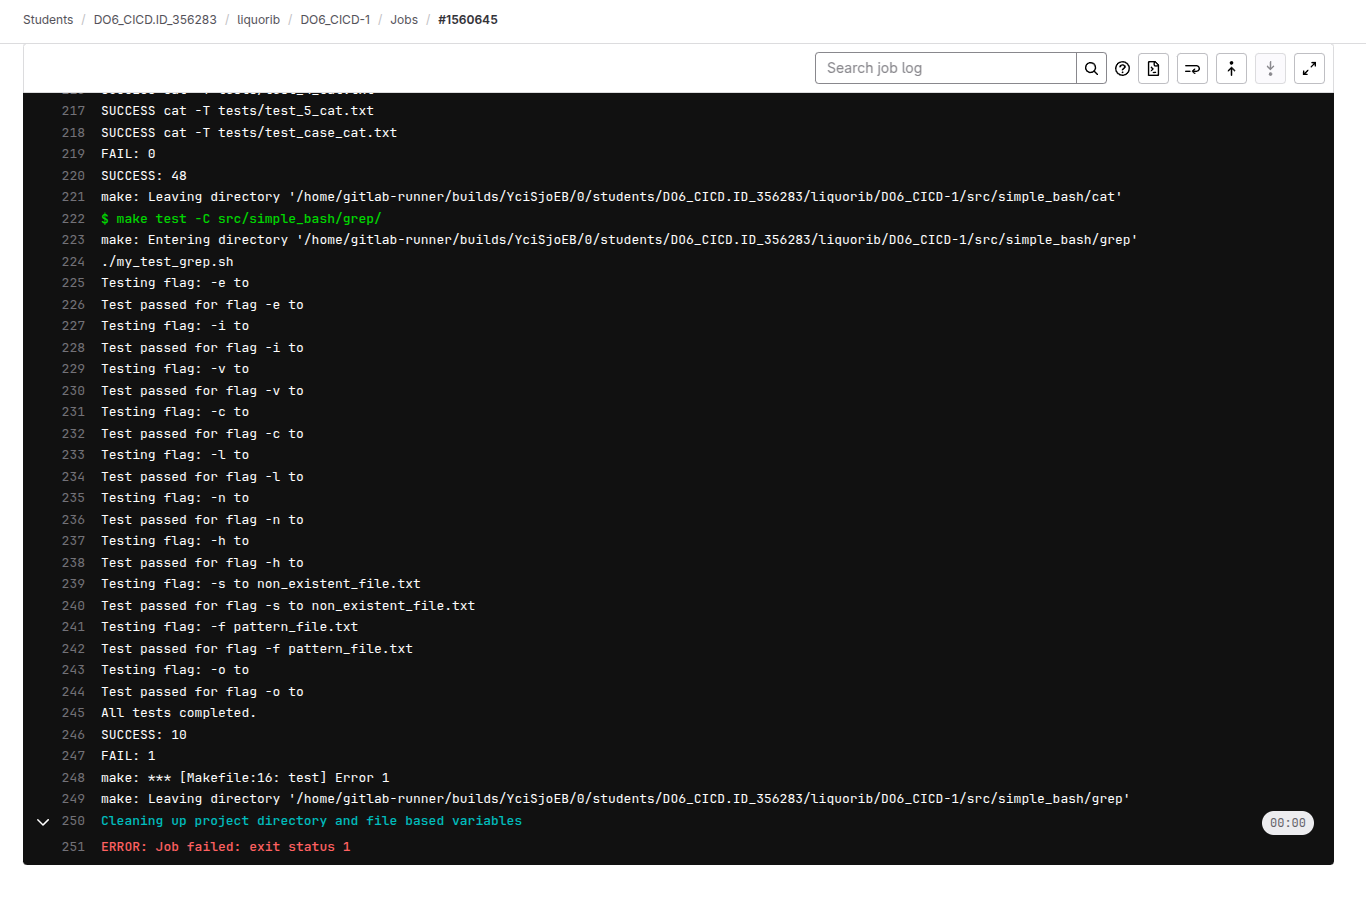 Students / DO6_CICD.ID_356283 / liquorib / DO6_CICD-1 / Jobs / #1560645
Search job log
217 SUCCESS cat -T tests/test_5_cat.txt
218 SUCCESS cat -T tests/test_case_cat.txt
219 FAIL: 0
220 SUCCESS: 48
221 make: Leaving directory '/home/gitlab-runner/builds/YciSjoEB/0/students/DO6_CICD.ID_356283/liquorib/DO6_CICD-1/src/simple_bash/cat'
222 $ make test -C src/simple_bash/grep/
223 make: Entering directory '/home/gitlab-runner/builds/YciSjoEB/0/students/DO6_CICD.ID_356283/liquorib/DO6_CICD-1/src/simple_bash/grep'
224 ./my_test_grep.sh
225 Testing flag: -e to
226 Test passed for flag -e to
227 Testing flag: -i to
228 Test passed for flag -i to
229 Testing flag: -v to
230 Test passed for flag -v to
231 Testing flag: -c to
232 Test passed for flag -c to
233 Testing flag: -l to
234 Test passed for flag -l to
235 Testing flag: -n to
236 Test passed for flag -n to
237 Testing flag: -h to
238 Test passed for flag -h to
239 Testing flag: -s to non_existent_file.txt
240 Test passed for flag -s to non_existent_file.txt
241 Testing flag: -f pattern_file.txt
242 Test passed for flag -f pattern_file.txt
243 Testing flag: -o to
244 Test passed for flag -o to
245 All tests completed.
246 SUCCESS: 10
247 FAIL: 1
248 make: *** [Makefile:16: test] Error 1
249 make: Leaving directory '/home/gitlab-runner/builds/YciSjoEB/0/students/DO6_CICD.ID_356283/liquorib/DO6_CICD-1/src/simple_bash/grep'
250 Cleaning up project directory and file based variables 00:00
251 ERROR: Job failed: exit status 1